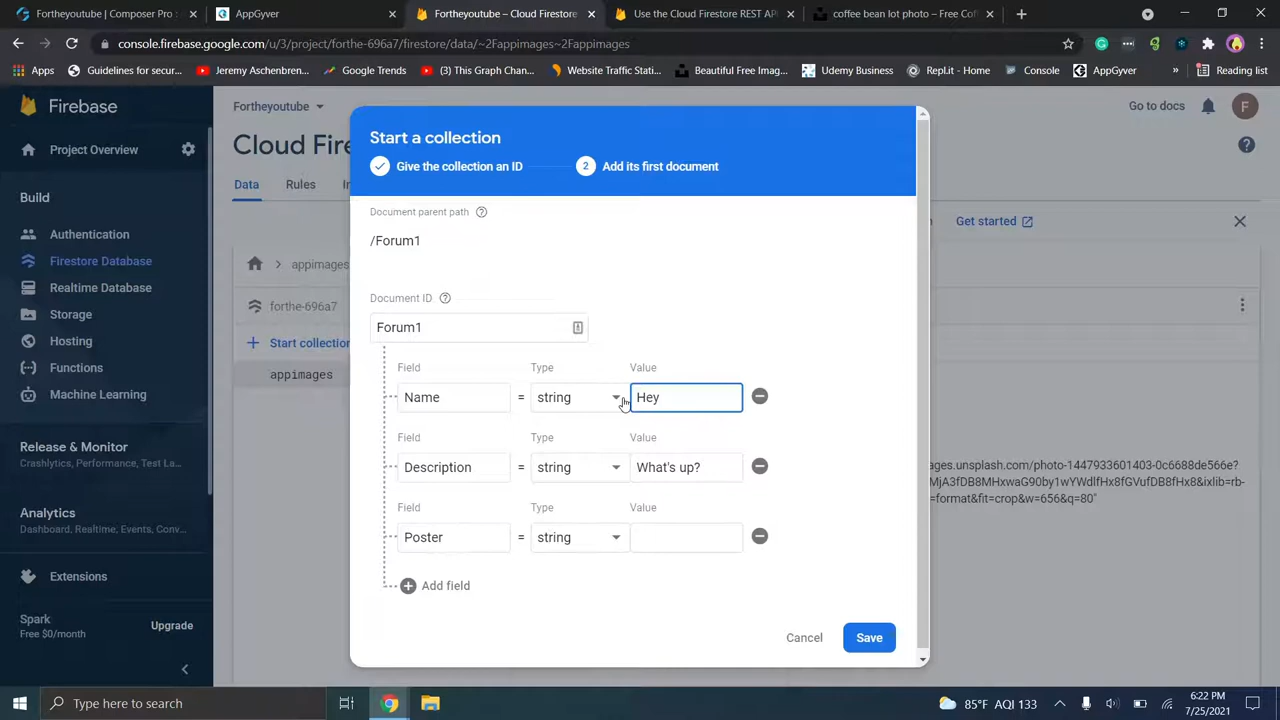 youtube | Composer Pro
AppGyver
Fortheyoutube – Cloud Firestore
Use the Cloud Firestore REST API
coffee bean lot photo – Free Coff
console.firebase.google.com/u/3/project/forthe-696a7/firestore/data/~2Fappimages~2Fappimages
Apps
Guidelines for secur...
Jeremy Aschenbren...
Google Trends
(3) This Graph Chan...
Website Traffic Stati...
Beautiful Free Imag...
Udemy Business
Repl.it - Home
Console
AppGyver
»
Reading list
Firebase
Fortheyoutube
Go to docs
F
Project Overview
Cloud Fire
Build
Data
Rules
Authentication
Firestore Database
Realtime Database
Storage
Hosting
Functions
Machine Learning
Release & Monitor
Crashlytics, Performance, Test La...
Analytics
Dashboard, Realtime, Events, Conv...
Extensions
Spark
Free $0/month
Upgrade
Get started
appimages
forthe-696a7
Start collection
appimages
ages.unsplash.com/photo-1447933601403-0c6688de566e?
MjA3fDB8MHxwaG90by1wYWdlfHx8fGVufDB8fHx8&ixlib=rb-
=format&fit=crop&w=656&q=80"
Start a collection
Give the collection an ID
2
Add its first document
Document parent path
/Forum1
Document ID
Forum1
Field
Type
Value
Name
=
string
Hey
Field
Type
Value
Description
=
string
What's up?
Field
Type
Value
Poster
=
string
Add field
Cancel
Save
Type here to search
85°F AQI 133
6:22 PM
7/25/2021